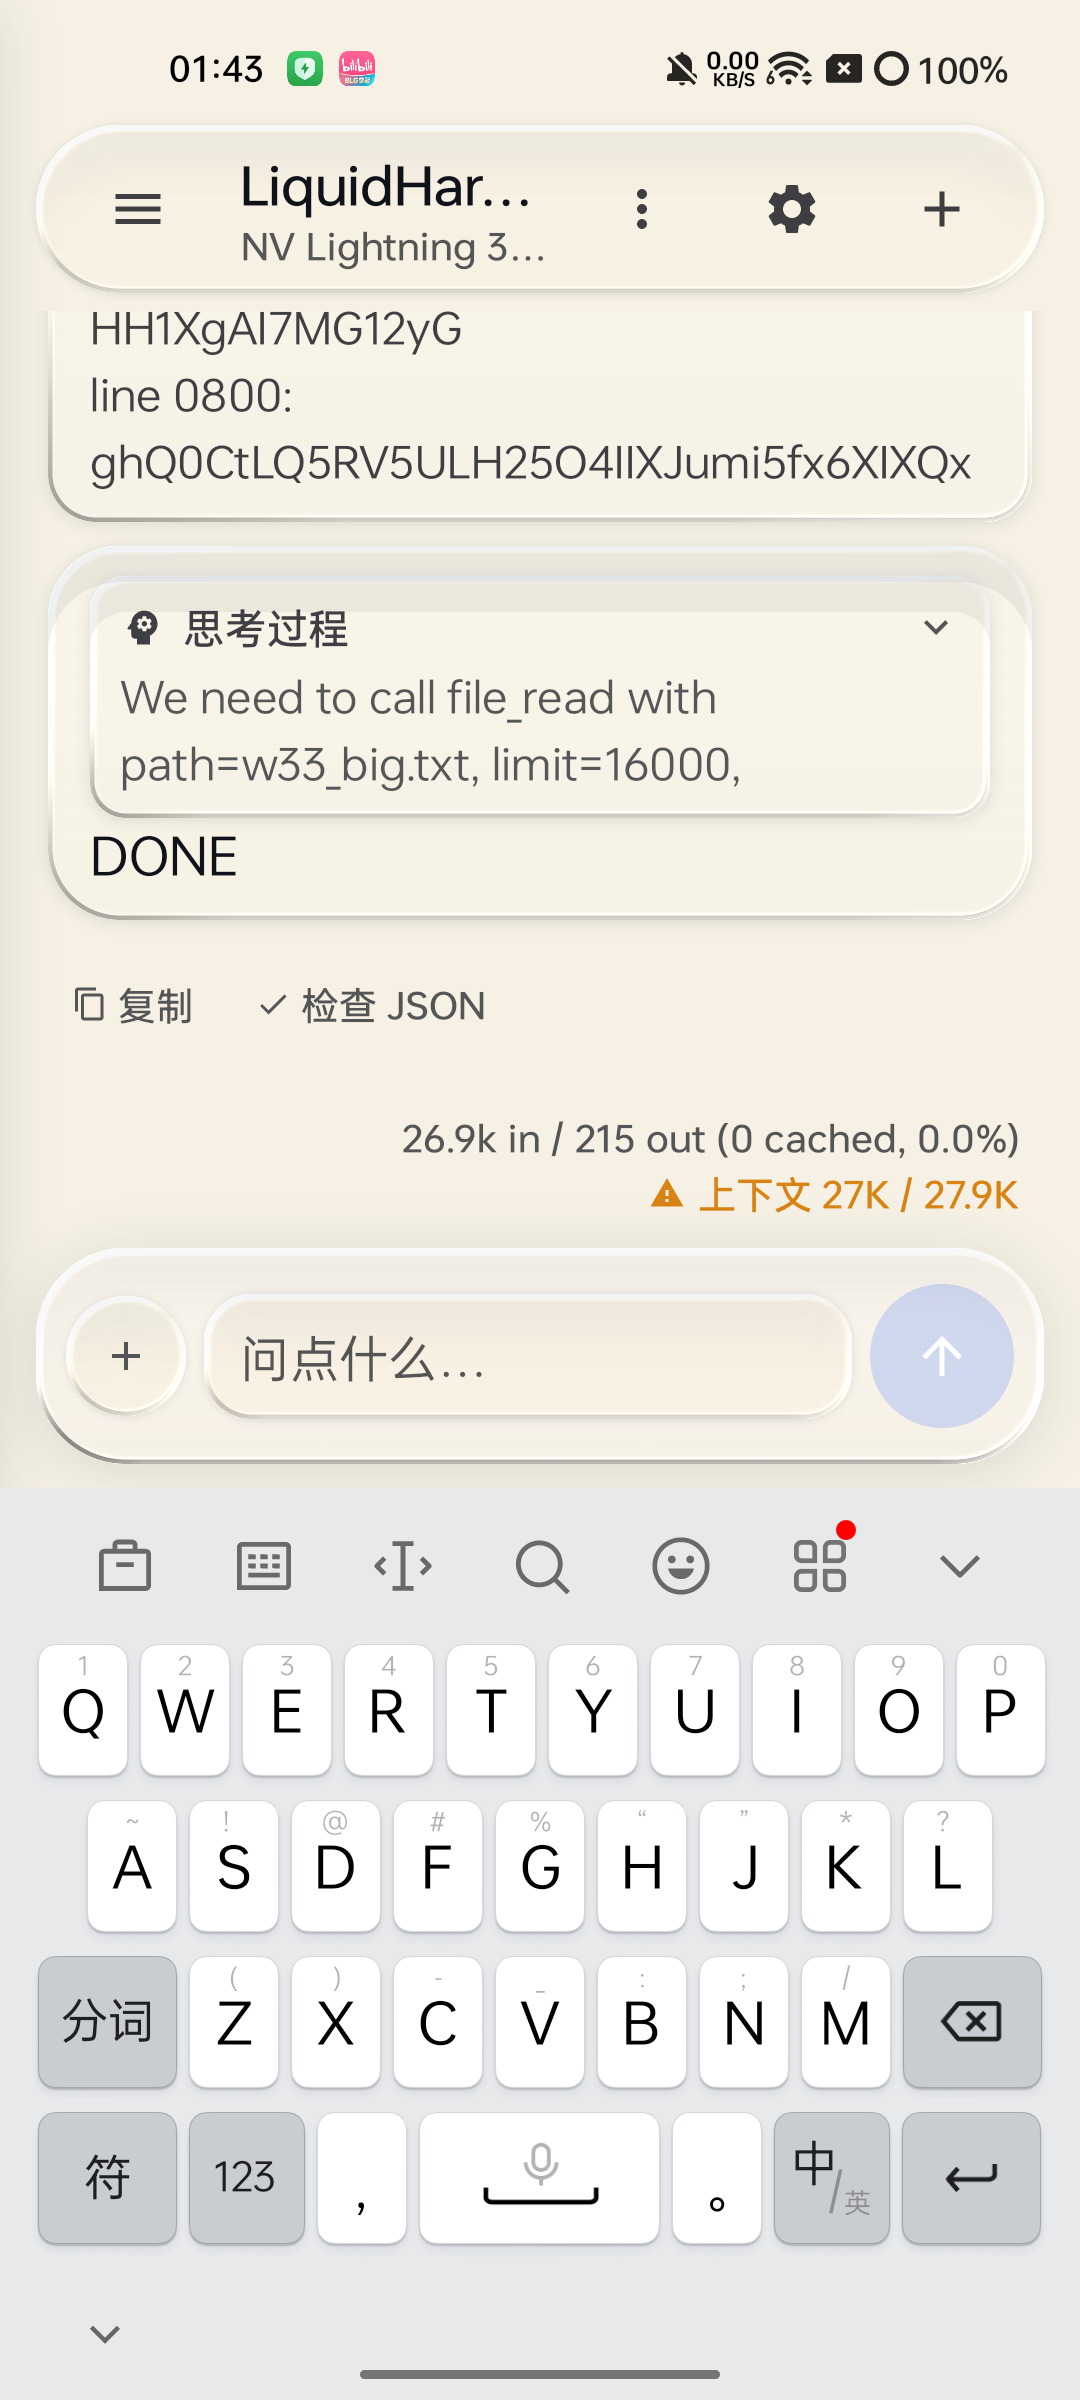 01:43
0.00
KB/S
6
100%
LiquidHar...
NV Lightning 3...
HH1XgAI7MG12yG
line 0800:
ghQ0CtLQ5RV5ULH25O4IIXJumi5fx6XIXQx
思考过程
We need to call file_read with
path=w33_big.txt, limit=16000,
DONE
复制
检查 JSON
26.9k in / 215 out (0 cached, 0.0%)
上下文 27K / 27.9K
问点什么...
1 2 3 4 5 6 7 8 9 0
Q W E R T Y U I O P
~ ! @ # % “ ” * ?
A S D F G H J K L
( ) - _ : ; /
分词 Z X C V B N M
符 123 , 。 中/英